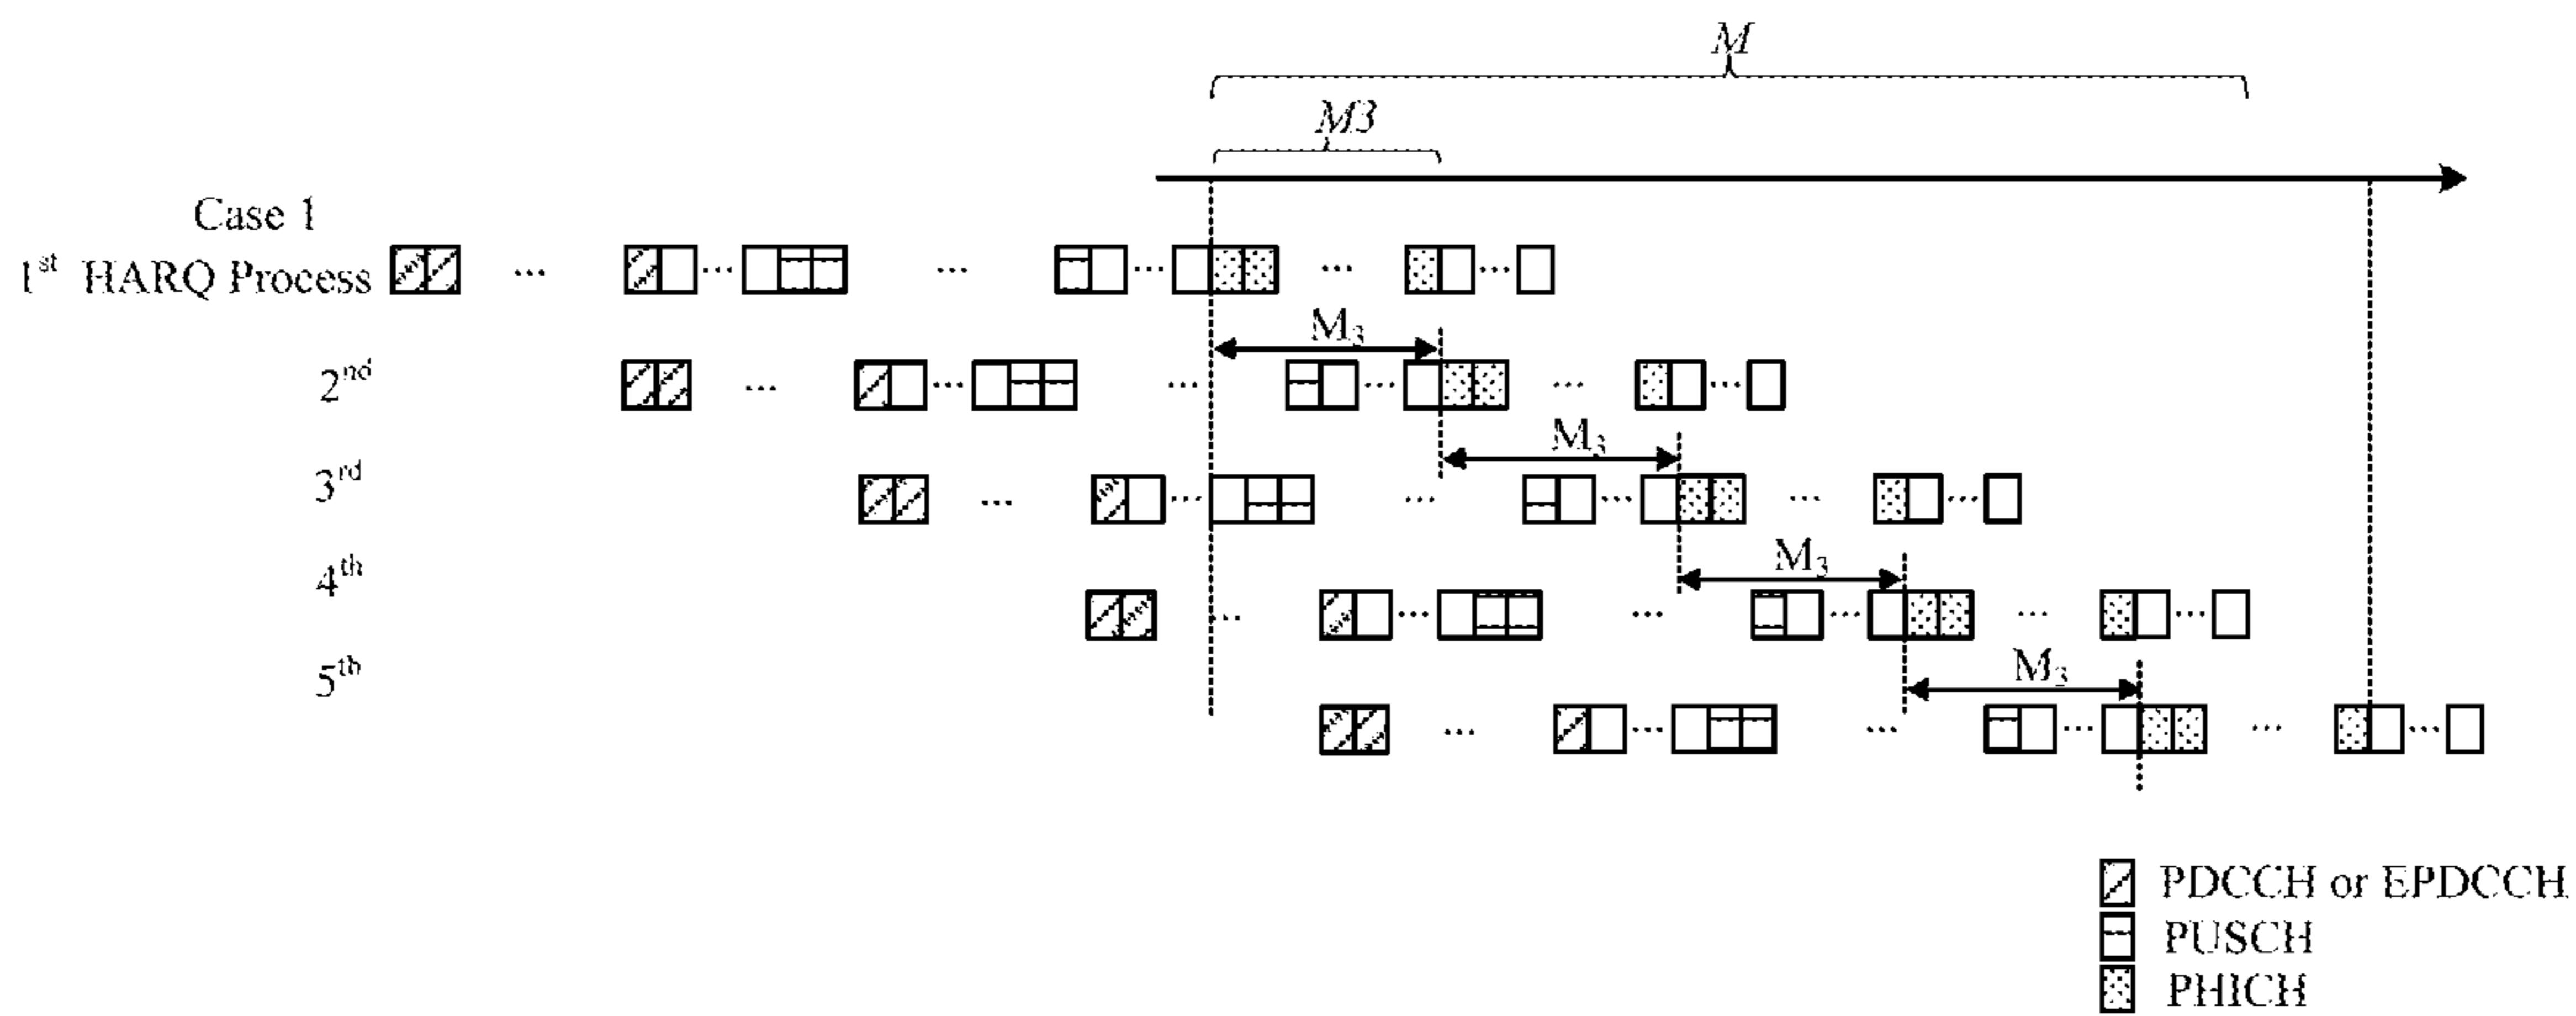 M
M3
Case 1
1st HARQ Process ... ... ... ... ... ...
M3
2nd ... ... ... ... ... ...
M3
3rd ... ... ... ... ... ...
M3
4th ... ... ... ... ... ...
M3
5th ... ... ... ... ... ...
PDCCH or EPDCCH
PUSCH
PHICH